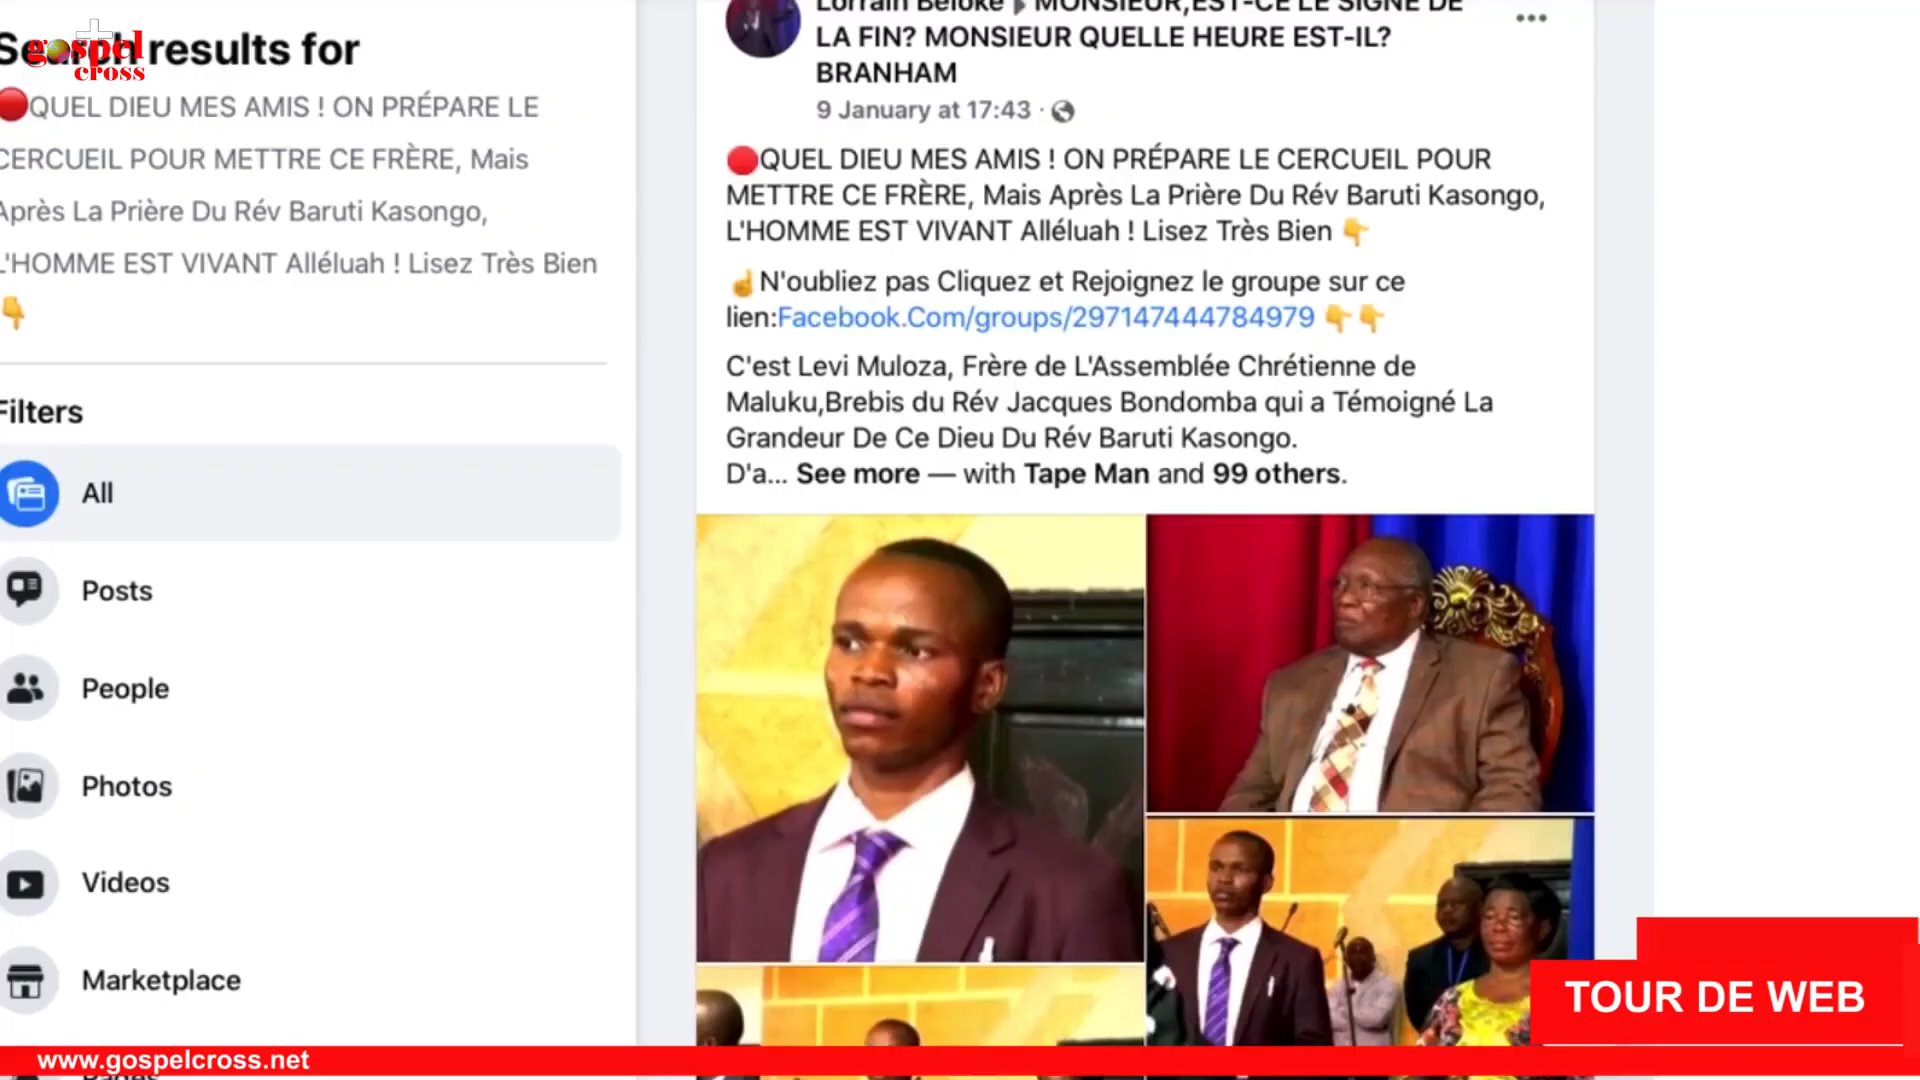 gospel
cross
Search results for
🔴QUEL DIEU MES AMIS ! ON PRÉPARE LE
CERCUEIL POUR METTRE CE FRÈRE, Mais
Après La Prière Du Rév Baruti Kasongo,
L'HOMME EST VIVANT Alléluah ! Lisez Très Bien
👇
Filters
All
Posts
People
Photos
Videos
Marketplace
Pages
Lorrain Beloke ▶ MONSIEUR,EST-CE LE SIGNE DE
LA FIN? MONSIEUR QUELLE HEURE EST-IL?
BRANHAM
9 January at 17:43 ·
🔴QUEL DIEU MES AMIS ! ON PRÉPARE LE CERCUEIL POUR
METTRE CE FRÈRE, Mais Après La Prière Du Rév Baruti Kasongo,
L'HOMME EST VIVANT Alléluah ! Lisez Très Bien 👇
☝N'oubliez pas Cliquez et Rejoignez le groupe sur ce
lien:Facebook.Com/groups/297147444784979 👇👇
C'est Levi Muloza, Frère de L'Assemblée Chrétienne de
Maluku,Brebis du Rév Jacques Bondomba qui a Témoigné La
Grandeur De Ce Dieu Du Rév Baruti Kasongo.
D'a... See more — with Tape Man and 99 others.
TOUR DE WEB
www.gospelcross.net